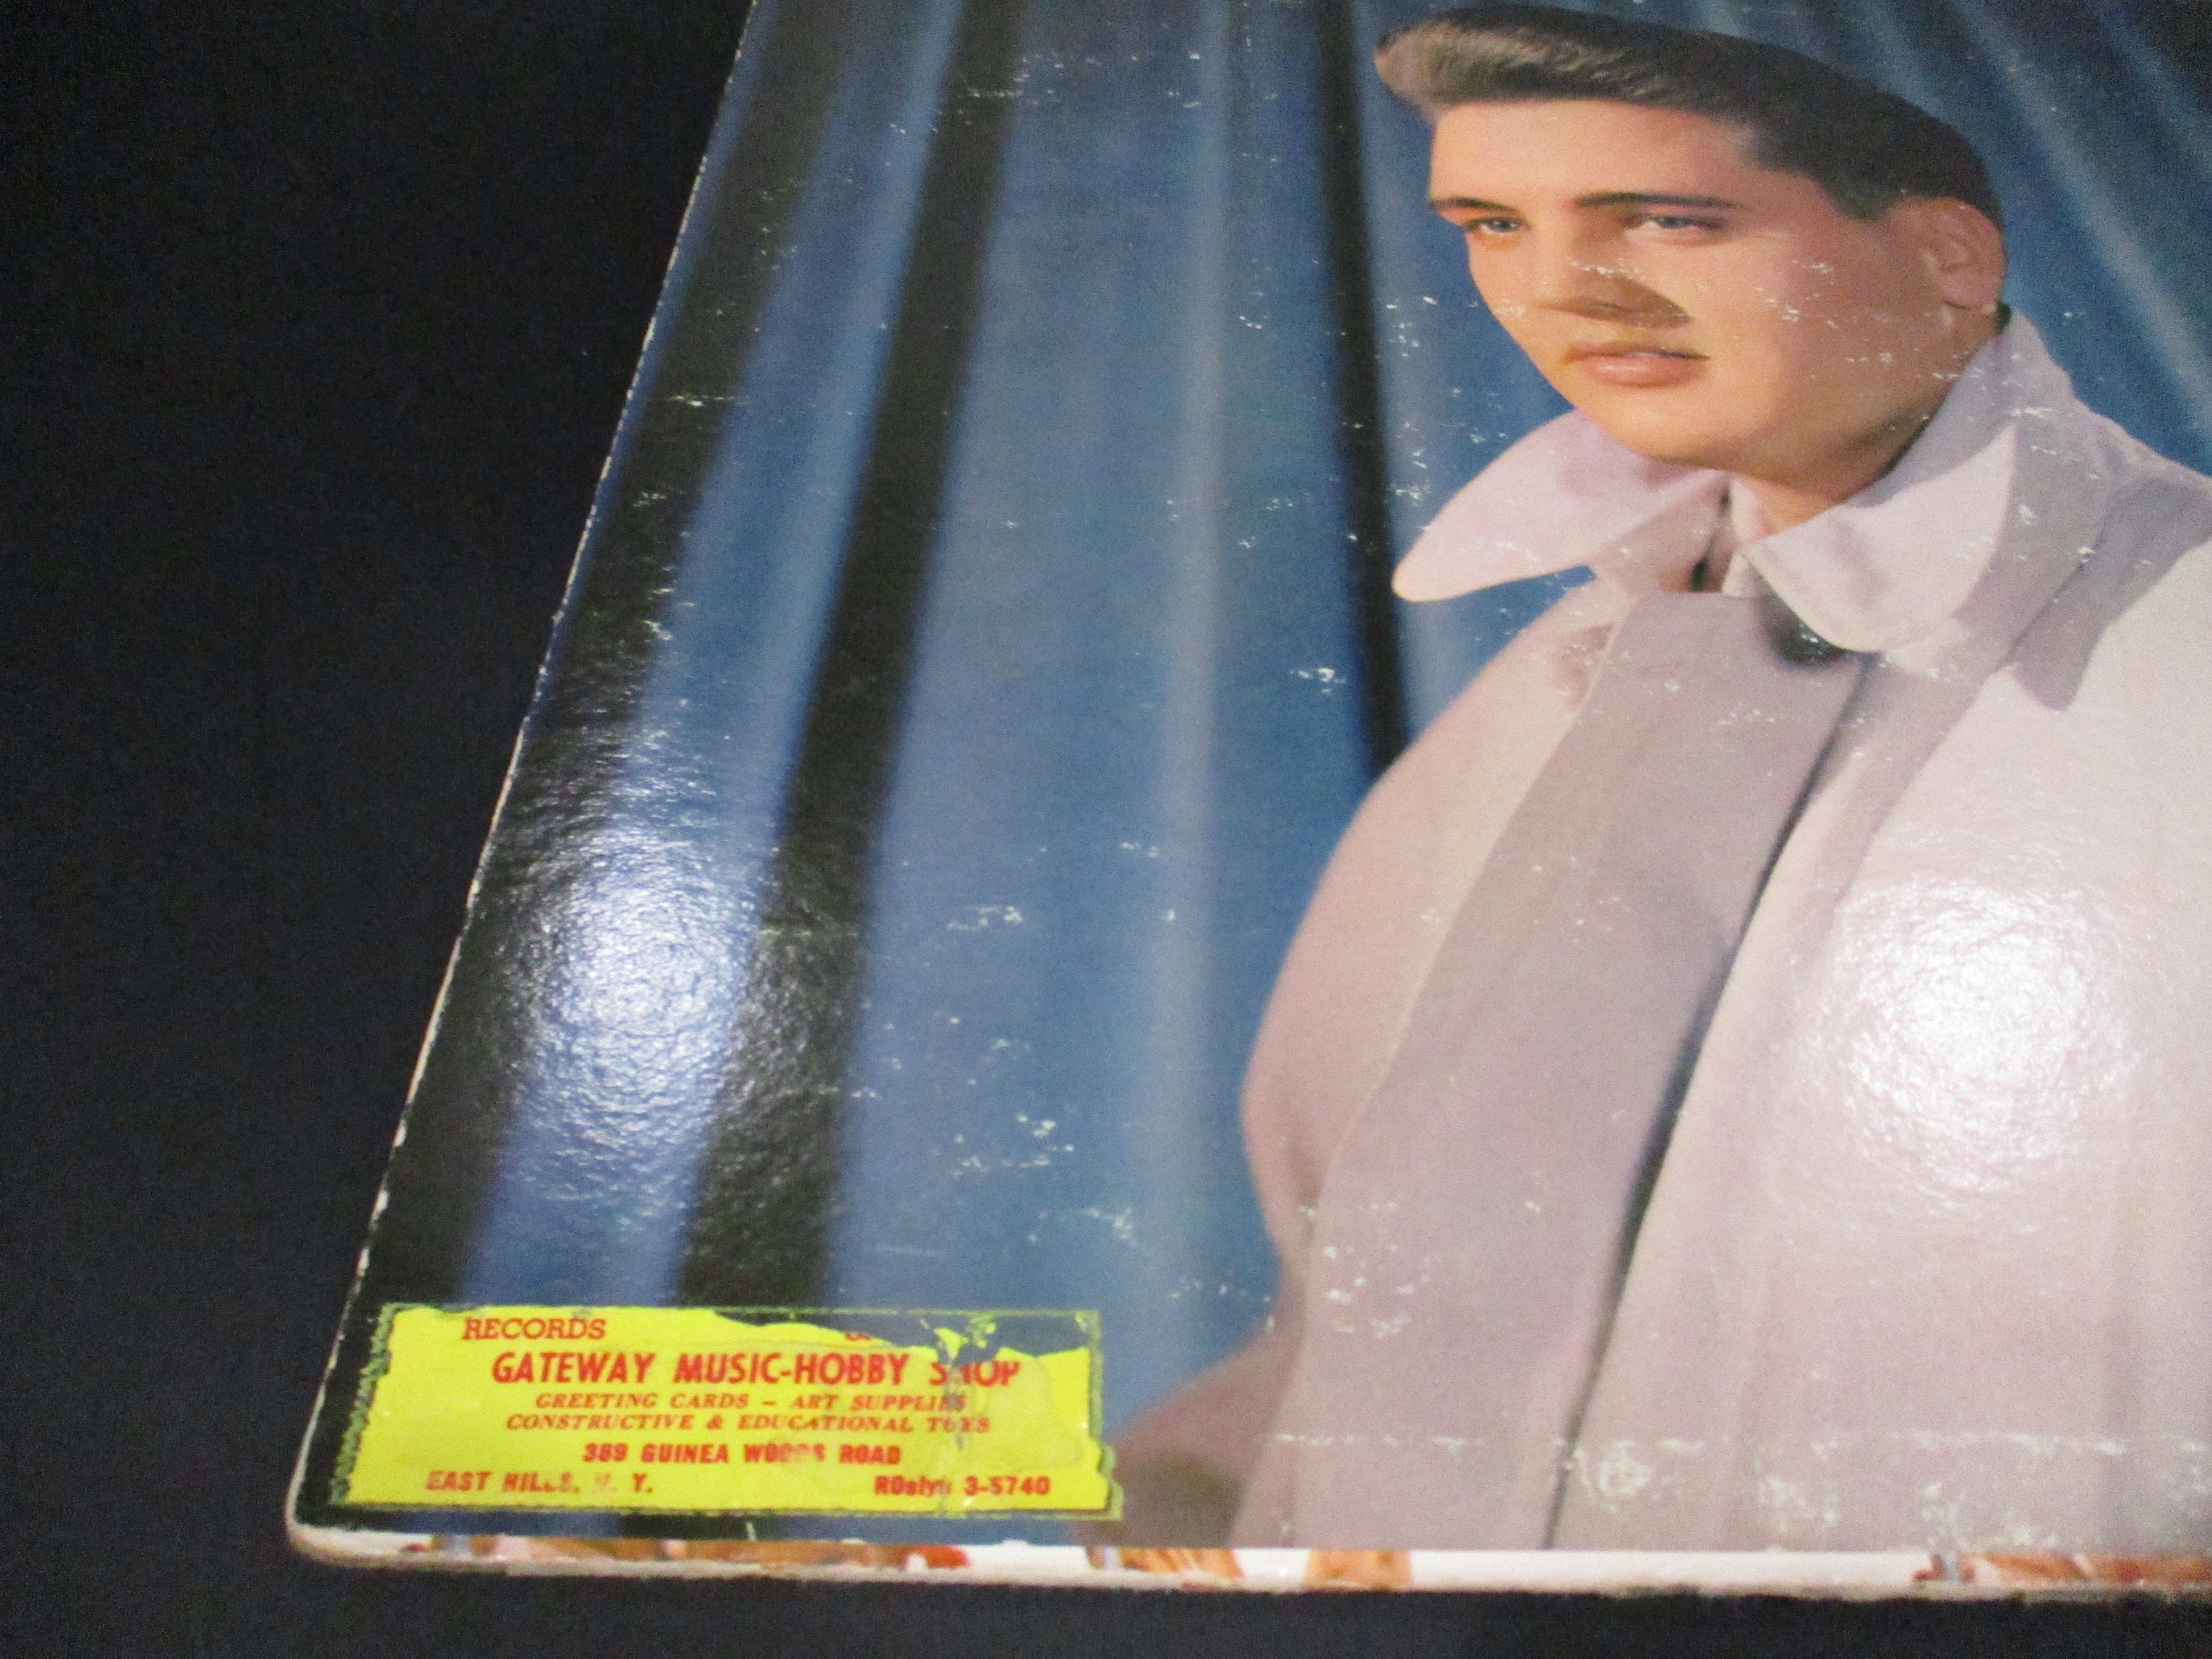 RECORDS
GATEWAY MUSIC-HOBBY SHOP
GREETING CARDS – ART SUPPLIES
CONSTRUCTIVE & EDUCATIONAL TOYS
389 GUINEA WOODS ROAD
EAST HILLS, N. Y. ROslyn 3-5740